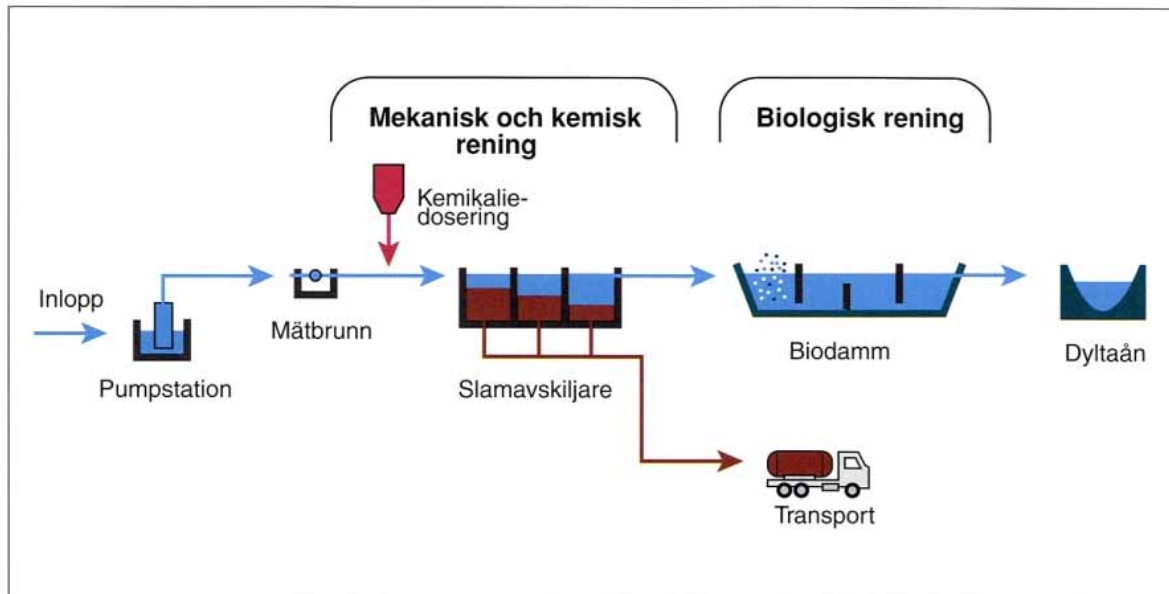 Mekanisk och kemisk
rening
Biologisk rening
Kemikalie-
dosering
Inlopp
Pumpstation
Mätbrunn
Slamavskiljare
Biodamm
Dyltaån
Transport